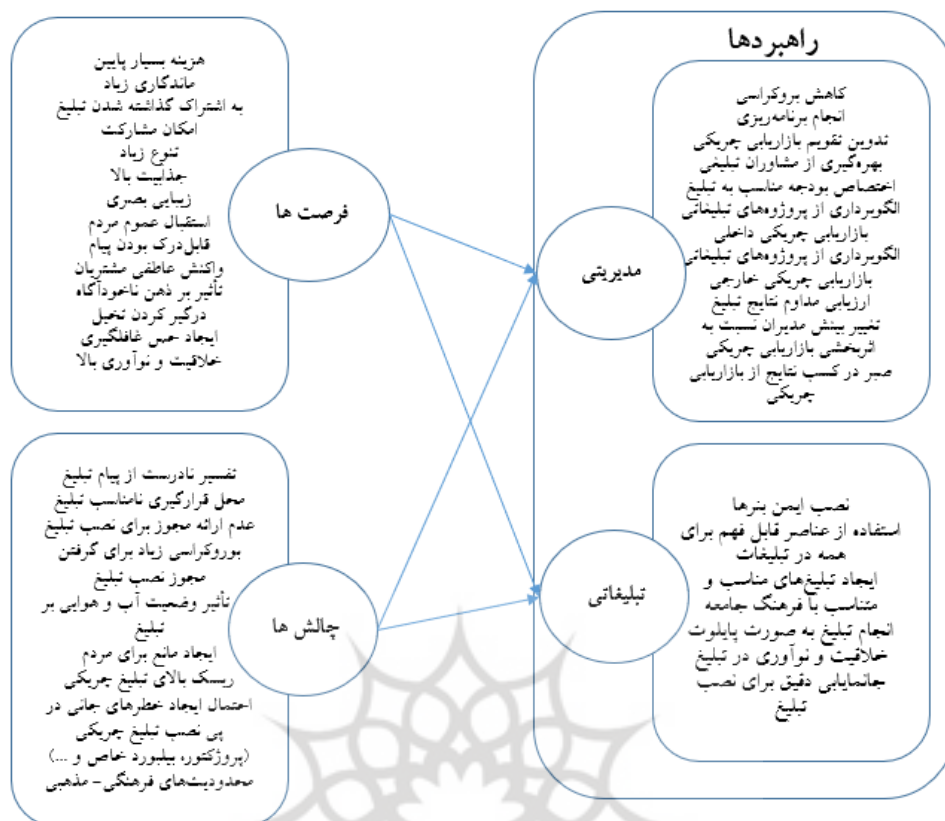 راهبردها
کاهش بروکراسی
انجام برنامه‌ریزی
تدوین تقویم بازاریابی چریکی
بهره‌گیری از مشاوران تبلیغی
اختصاص بودجه مناسب به تبلیغ
الگوبرداری از پروژه‌های تبلیغاتی
بازاریابی چریکی داخلی
الگوبرداری از پروژه‌های تبلیغاتی
بازاریابی چریکی خارجی
ارزیابی مداوم نتایج تبلیغ
تغییر بینش مدیران نسبت به
اثربخشی بازاریابی چریکی
صبر در کسب نتایج از بازاریابی
چریکی
مدیریتی
نصب ایمن بنرها
استفاده از عناصر قابل فهم برای
همه در تبلیغات
ایجاد تبلیغ‌های مناسب و
متناسب با فرهنگ جامعه
انجام تبلیغ به صورت پایلوت
خلاقیت و نوآوری در تبلیغ
جانمایابی دقیق برای نصب
تبلیغ
تبلیغاتی
فرصت ها
هزینه بسیار پایین
ماندگاری زیاد
به اشتراک گذاشته شدن تبلیغ
امکان مشارکت
تنوع زیاد
جذابیت بالا
زیبایی بصری
استقبال عموم مردم
قابل‌درک بودن پیام
واکنش عاطفی مشتریان
تأثیر بر ذهن ناخودآگاه
درگیر کردن تخیل
ایجاد حس غافلگیری
خلاقیت و نوآوری بالا
چالش ها
تفسیر نادرست از پیام تبلیغ
محل قرارگیری نامناسب تبلیغ
عدم ارائه مجوز برای نصب تبلیغ
بوروکراسی زیاد برای گرفتن
مجوز نصب تبلیغ
تأثیر وضعیت آب و هوایی بر
تبلیغ
ایجاد مانع برای مردم
ریسک بالای تبلیغ چریکی
احتمال ایجاد خطرهای جانی در
پی نصب تبلیغ چریکی
(پروژکتور، بیلبورد خاص و ...)
محدودیت‌های فرهنگی- مذهبی